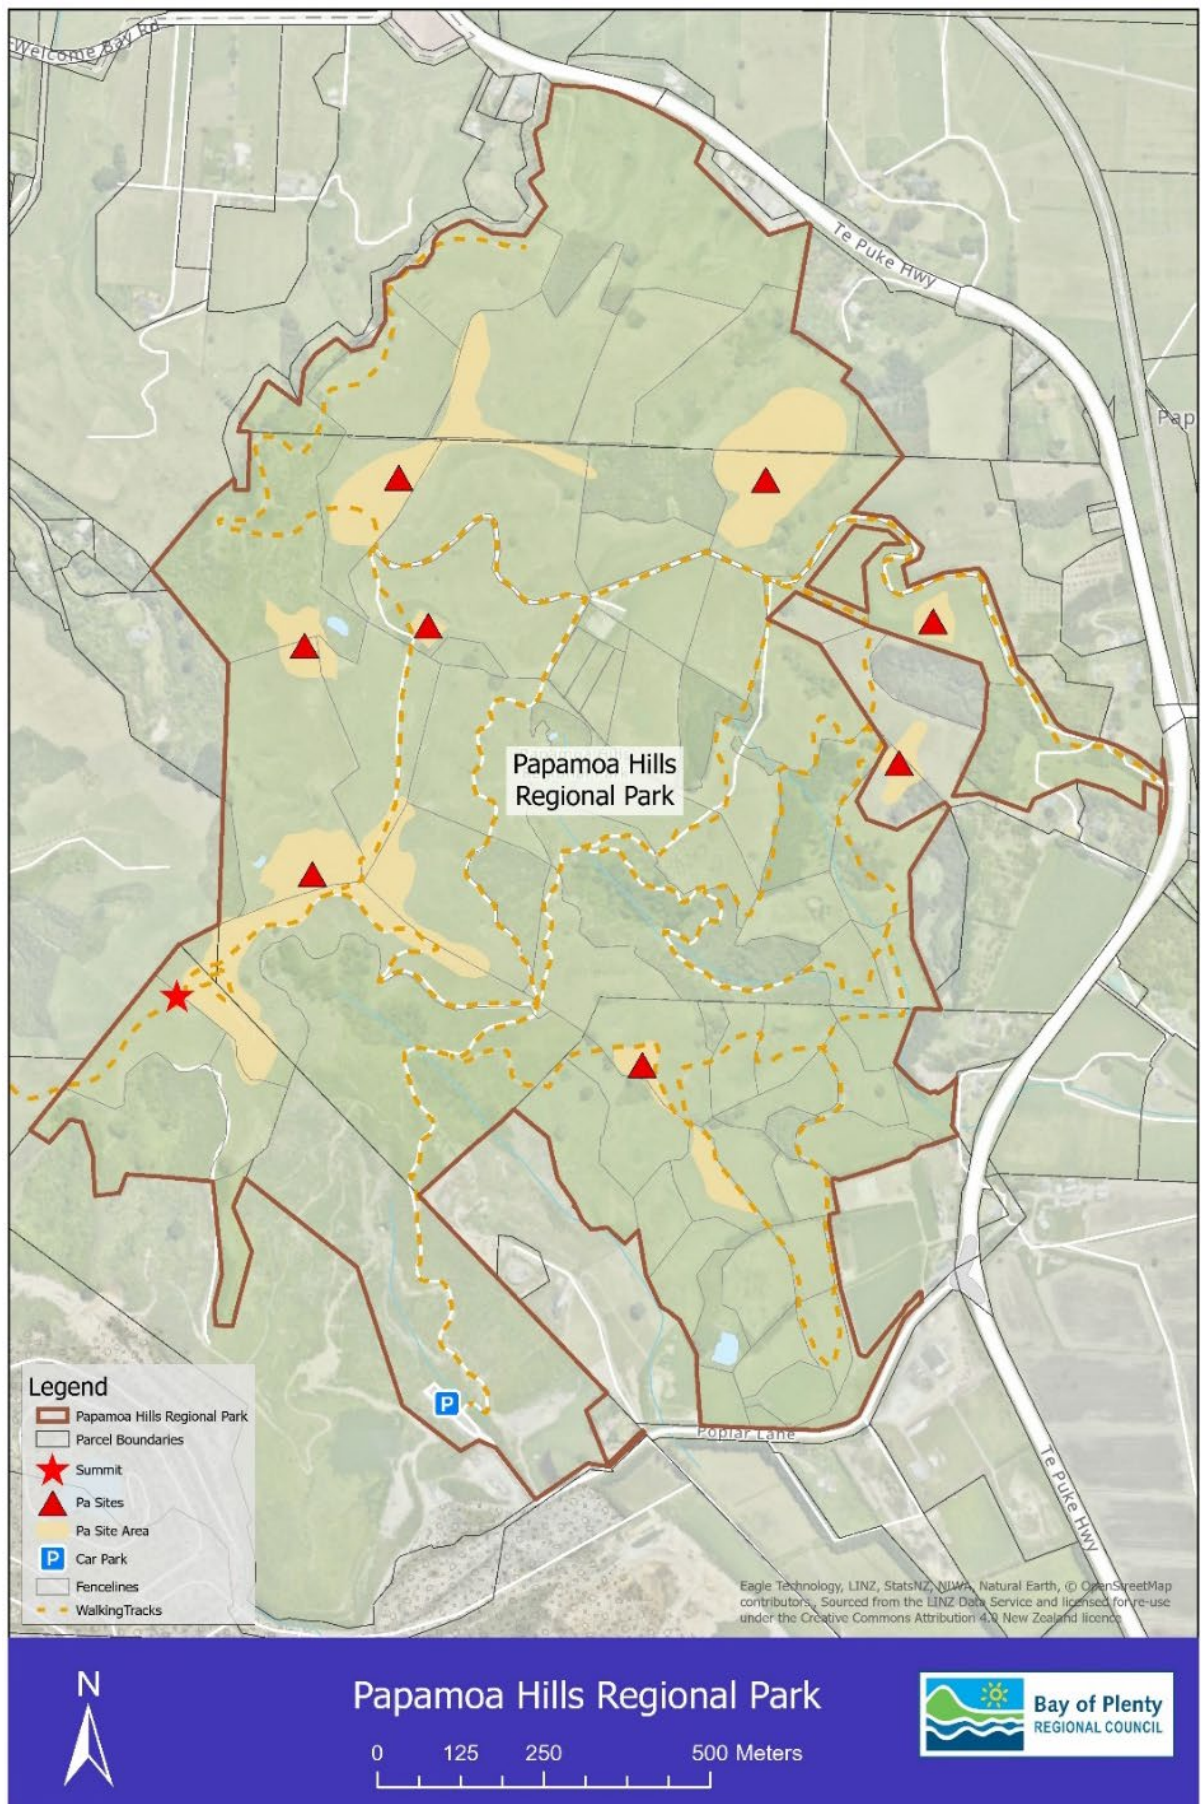 Welcome Bay Rd
Te Puke Hwy
Pap
Papamoa Hills
Regional Park
Poplar Lane
Te Puke Hwy
Legend
Papamoa Hills Regional Park
Parcel Boundaries
Summit
Pa Sites
Pa Site Area
P
Car Park
Fencelines
WalkingTracks
P
Eagle Technology, LINZ, StatsNZ, NIWA, Natural Earth, © OpenStreetMap
contributors., Sourced from the LINZ Data Service and licensed for re-use
under the Creative Commons Attribution 4.0 New Zealand licence
N
Papamoa Hills Regional Park
0 125 250 500 Meters
Bay of Plenty
REGIONAL COUNCIL